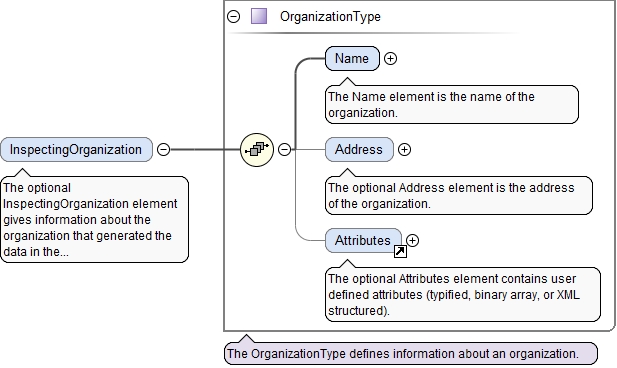 OrganizationType
Name
The Name element is the name of the
organization.
InspectingOrganization
The optional
InspectingOrganization element
gives information about the
organization that generated the
data in the...
Address
The optional Address element is the address
of the organization.
Attributes
The optional Attributes element contains user
defined attributes (typified, binary array, or XML
structured).
The OrganizationType defines information about an organization.